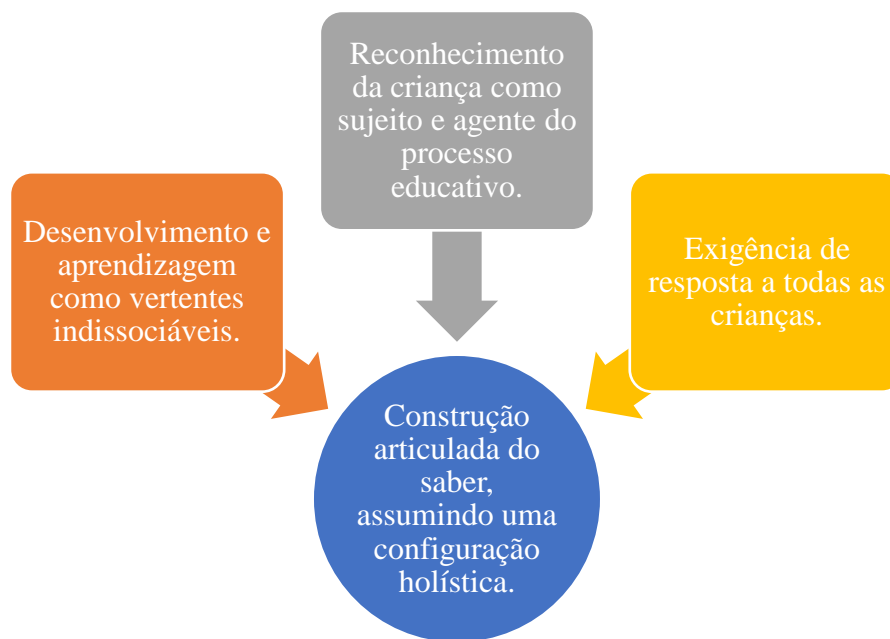 Reconhecimento
da criança como
sujeito e agente do
processo
educativo.
Desenvolvimento e
aprendizagem
como vertentes
indissociáveis.
Exigência de
resposta a todas as
crianças.
Construção
articulada do
saber,
assumindo uma
configuração
holística.